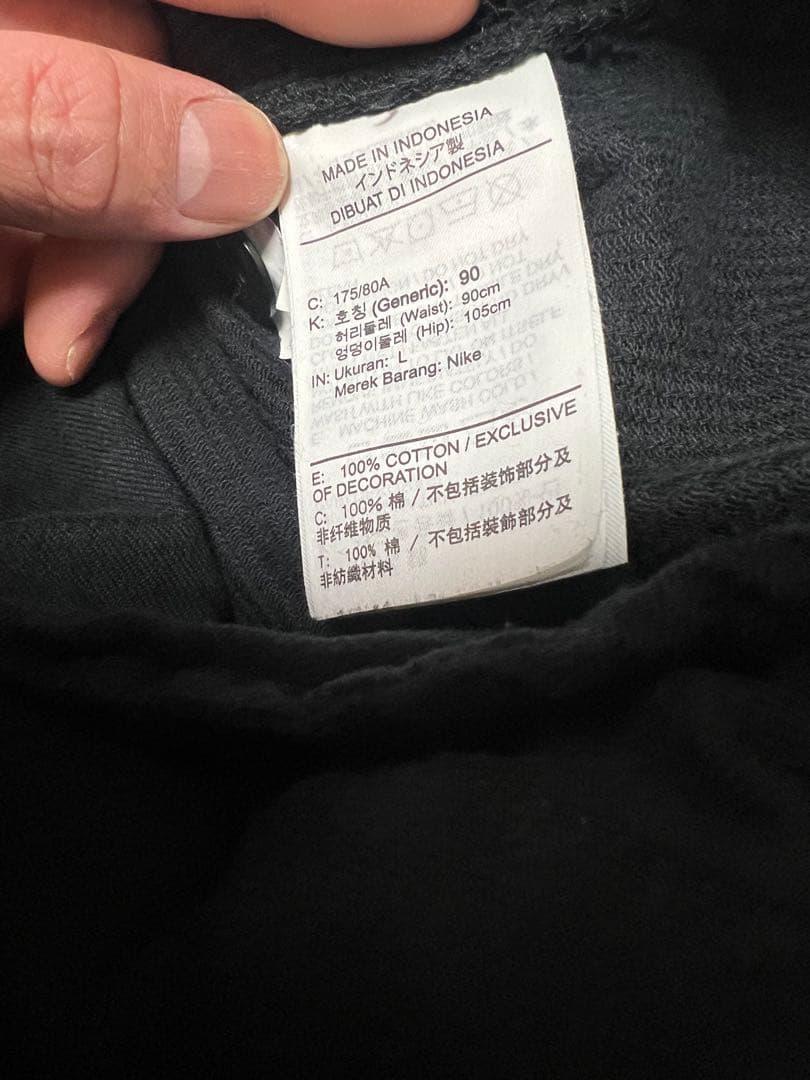 MADE IN INDONESIA
インドネシア製
DIBUAT DI INDONESIA
C: 175/80A
K: 호칭 (Generic): 90
허리둘레 (Waist): 90cm
엉덩이둘레 (Hip): 105cm
IN: Ukuran: L
Merek Barang: Nike
E: 100% COTTON / EXCLUSIVE
OF DECORATION
C: 100% 棉 / 不包括装饰部分及
非纤维物质
T: 100% 棉 / 不包括裝飾部分及
非紡織材料